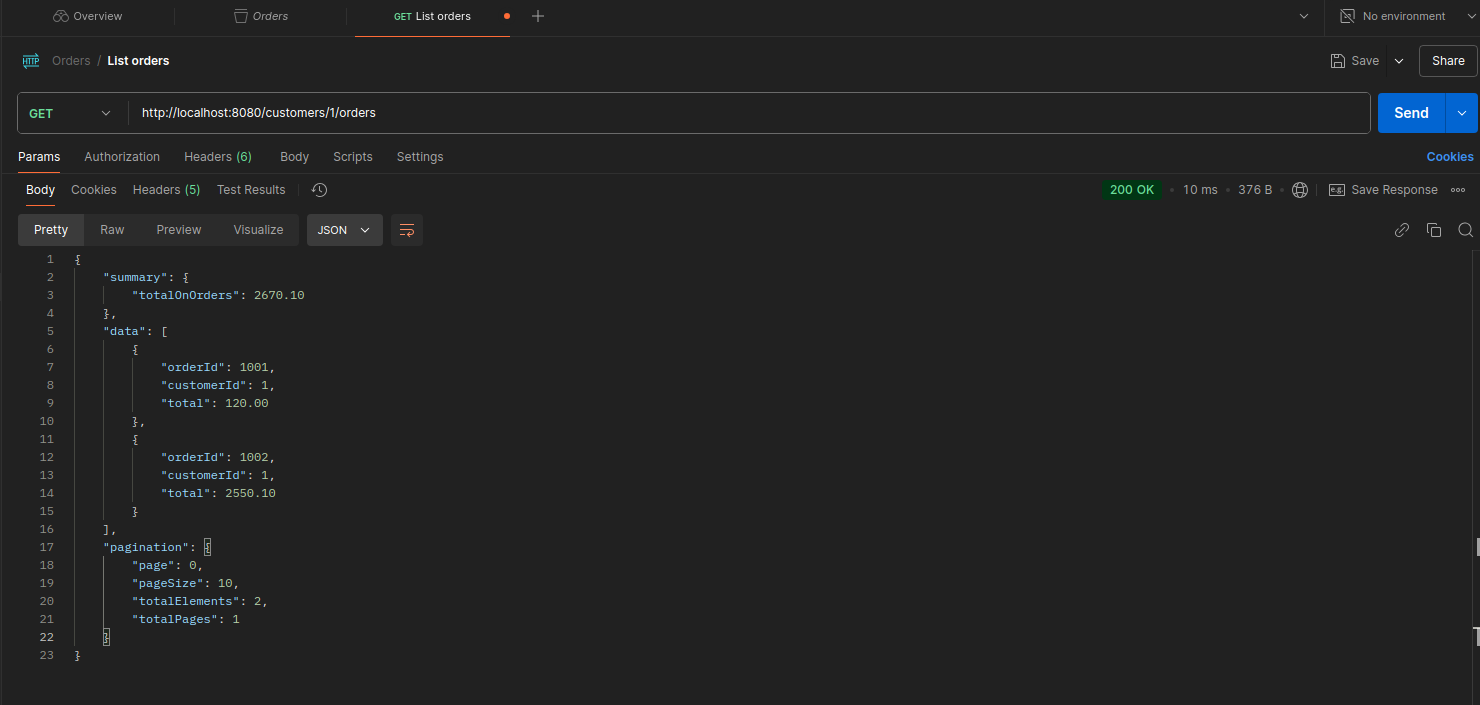 Overview
Orders
GET List orders
No environment
HTTP Orders / List orders
Save
Share
GET http://localhost:8080/customers/1/orders
Send
Params Authorization Headers (6) Body Scripts Settings
Cookies
Body Cookies Headers (5) Test Results
200 OK • 10 ms • 376 B •
e.g. Save Response
Pretty Raw Preview Visualize JSON
1 {
2 "summary": {
3 "totalOnOrders": 2670.10
4 },
5 "data": [
6 {
7 "orderId": 1001,
8 "customerId": 1,
9 "total": 120.00
10 },
11 {
12 "orderId": 1002,
13 "customerId": 1,
14 "total": 2550.10
15 }
16 ],
17 "pagination": {
18 "page": 0,
19 "pageSize": 10,
20 "totalElements": 2,
21 "totalPages": 1
22 }
23 }